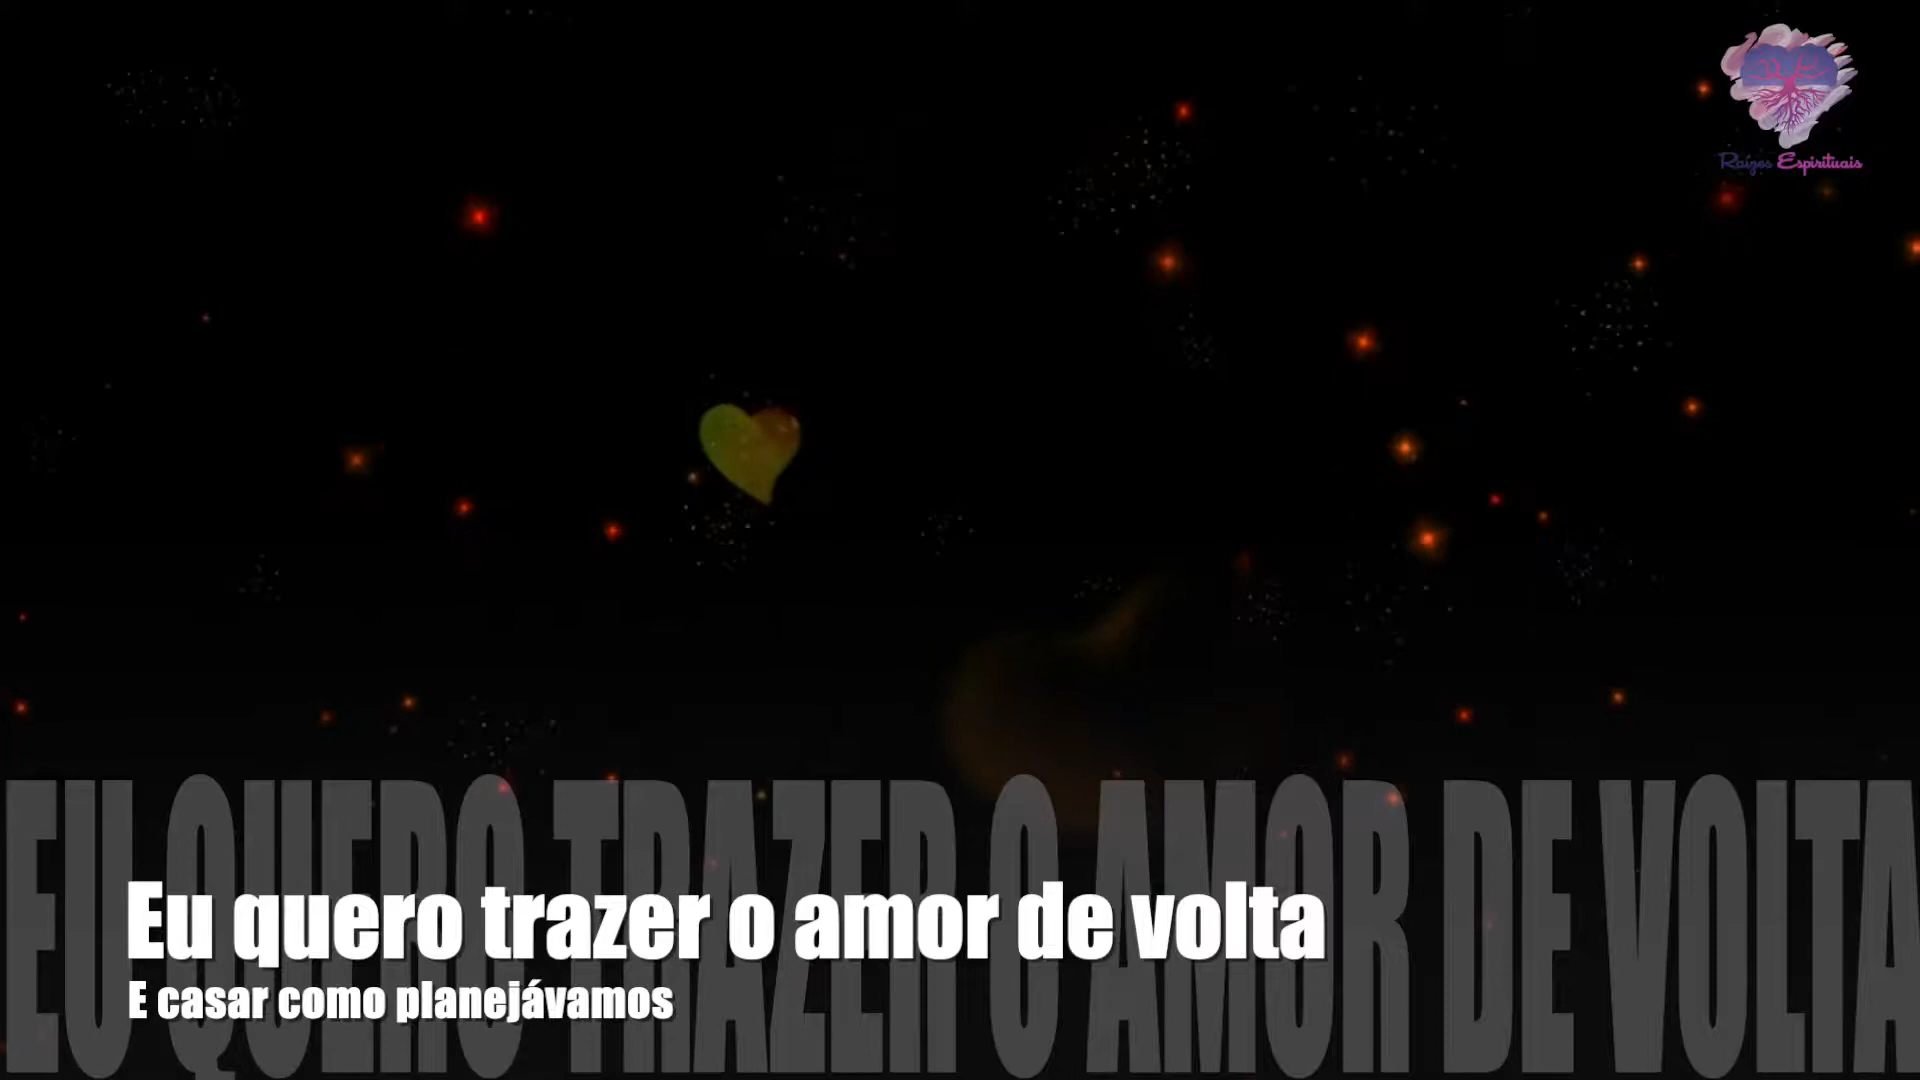 Raízes Espirituais
EU QUERO TRAZER O AMOR DE VOLTA
Eu quero trazer o amor de volta
E casar como planejávamos